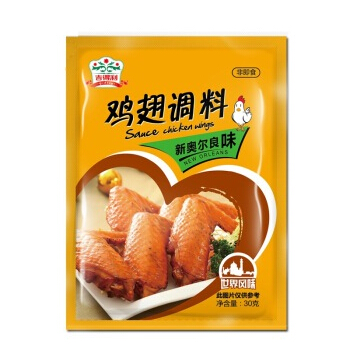 吉得利
非即食
鸡翅调料
Sauce chicken wings
新奥尔良味
NEW ORLEANS
世界风味
此图片仅供参考
净含量:30克